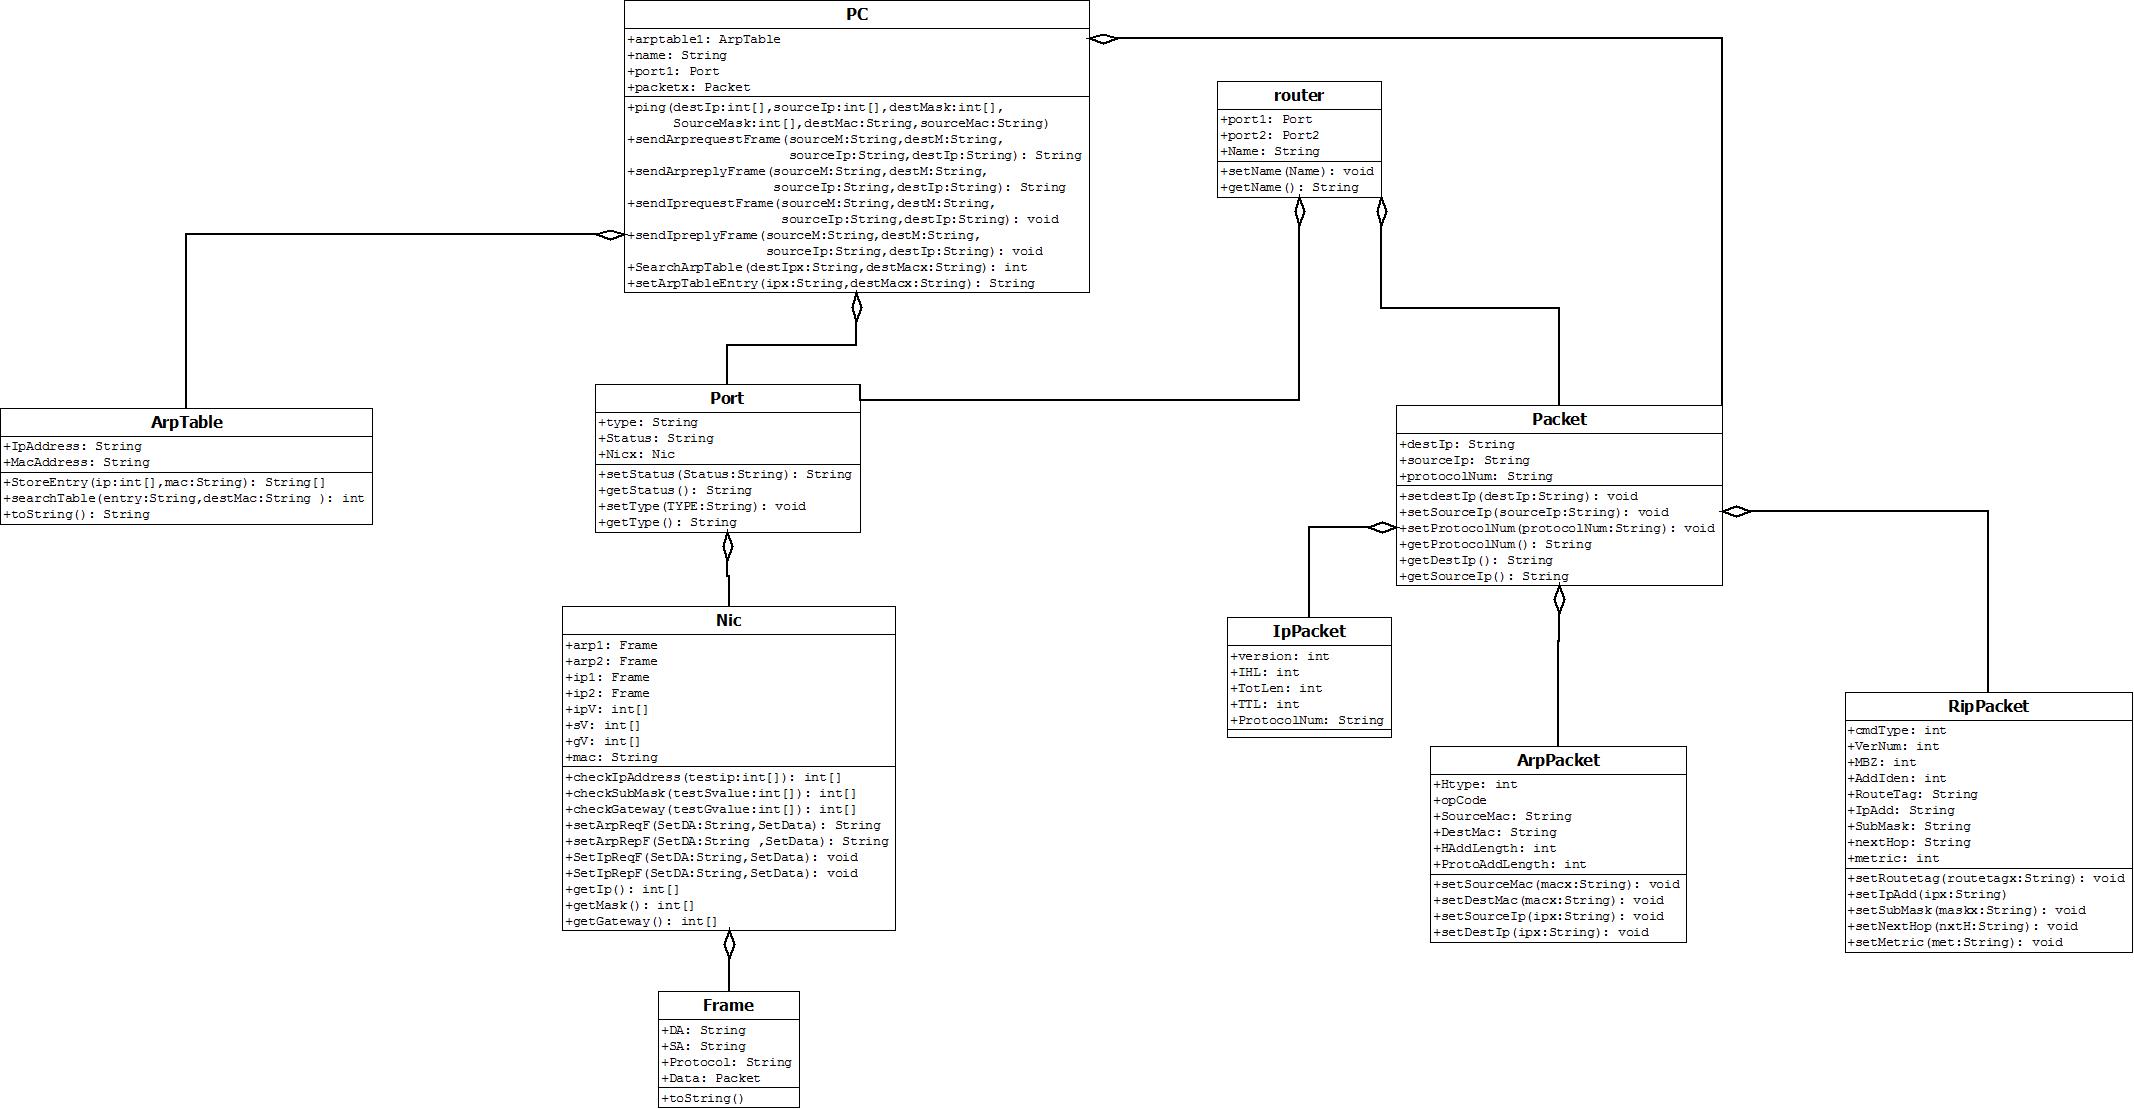 PC
+arptable1: ArpTable
+name: String
+port1: Port
+packetx: Packet
+ping(destIp:int[],sourceIp:int[],destMask:int[],
SourceMask:int[],destMac:String,sourceMac:String)
+sendArprequestFrame(sourceM:String,destM:String,
sourceIp:String,destIp:String): String
+sendArpreplyFrame(sourceM:String,destM:String,
sourceIp:String,destIp:String): String
+sendIprequestFrame(sourceM:String,destM:String,
sourceIp:String,destIp:String): void
+sendIpreplyFrame(sourceM:String,destM:String,
sourceIp:String,destIp:String): void
+SearchArpTable(destIpx:String,destMacx:String): int
+setArpTableEntry(ipx:String,destMacx:String): String
router
+port1: Port
+port2: Port2
+Name: String
+setName(Name): void
+getName(): String
ArpTable
+IpAddress: String
+MacAddress: String
+StoreEntry(ip:int[],mac:String): String[]
+searchTable(entry:String,destMac:String ): int
+toString(): String
Port
+type: String
+Status: String
+Nicx: Nic
+setStatus(Status:String): String
+getStatus(): String
+setType(TYPE:String): void
+getType(): String
Packet
+destIp: String
+sourceIp: String
+protocolNum: String
+setdestIp(destIp:String): void
+setSourceIp(sourceIp:String): void
+setProtocolNum(protocolNum:String): void
+getProtocolNum(): String
+getDestIp(): String
+getSourceIp(): String
Nic
+arp1: Frame
+arp2: Frame
+ip1: Frame
+ip2: Frame
+ipV: int[]
+sV: int[]
+gV: int[]
+mac: String
+checkIpAddress(testip:int[]): int[]
+checkSubMask(testSvalue:int[]): int[]
+checkGateway(testGvalue:int[]): int[]
+setArpReqF(SetDA:String,SetData): String
+setArpRepF(SetDA:String ,SetData): String
+SetIpReqF(SetDA:String,SetData): void
+SetIpRepF(SetDA:String,SetData): void
+getIp(): int[]
+getMask(): int[]
+getGateway(): int[]
IpPacket
+version: int
+IHL: int
+TotLen: int
+TTL: int
+ProtocolNum: String
ArpPacket
+Htype: int
+opCode
+SourceMac: String
+DestMac: String
+HAddLength: int
+ProtoAddLength: int
+setSourceMac(macx:String): void
+setDestMac(macx:String): void
+setSourceIp(ipx:String): void
+setDestIp(ipx:String): void
RipPacket
+cmdType: int
+VerNum: int
+MBZ: int
+AddIden: int
+RouteTag: String
+IpAdd: String
+SubMask: String
+nextHop: String
+metric: int
+setRoutetag(routetagx:String): void
+setIpAdd(ipx:String)
+setSubMask(maskx:String): void
+setNextHop(nxtH:String): void
+setMetric(met:String): void
Frame
+DA: String
+SA: String
+Protocol: String
+Data: Packet
+toString()